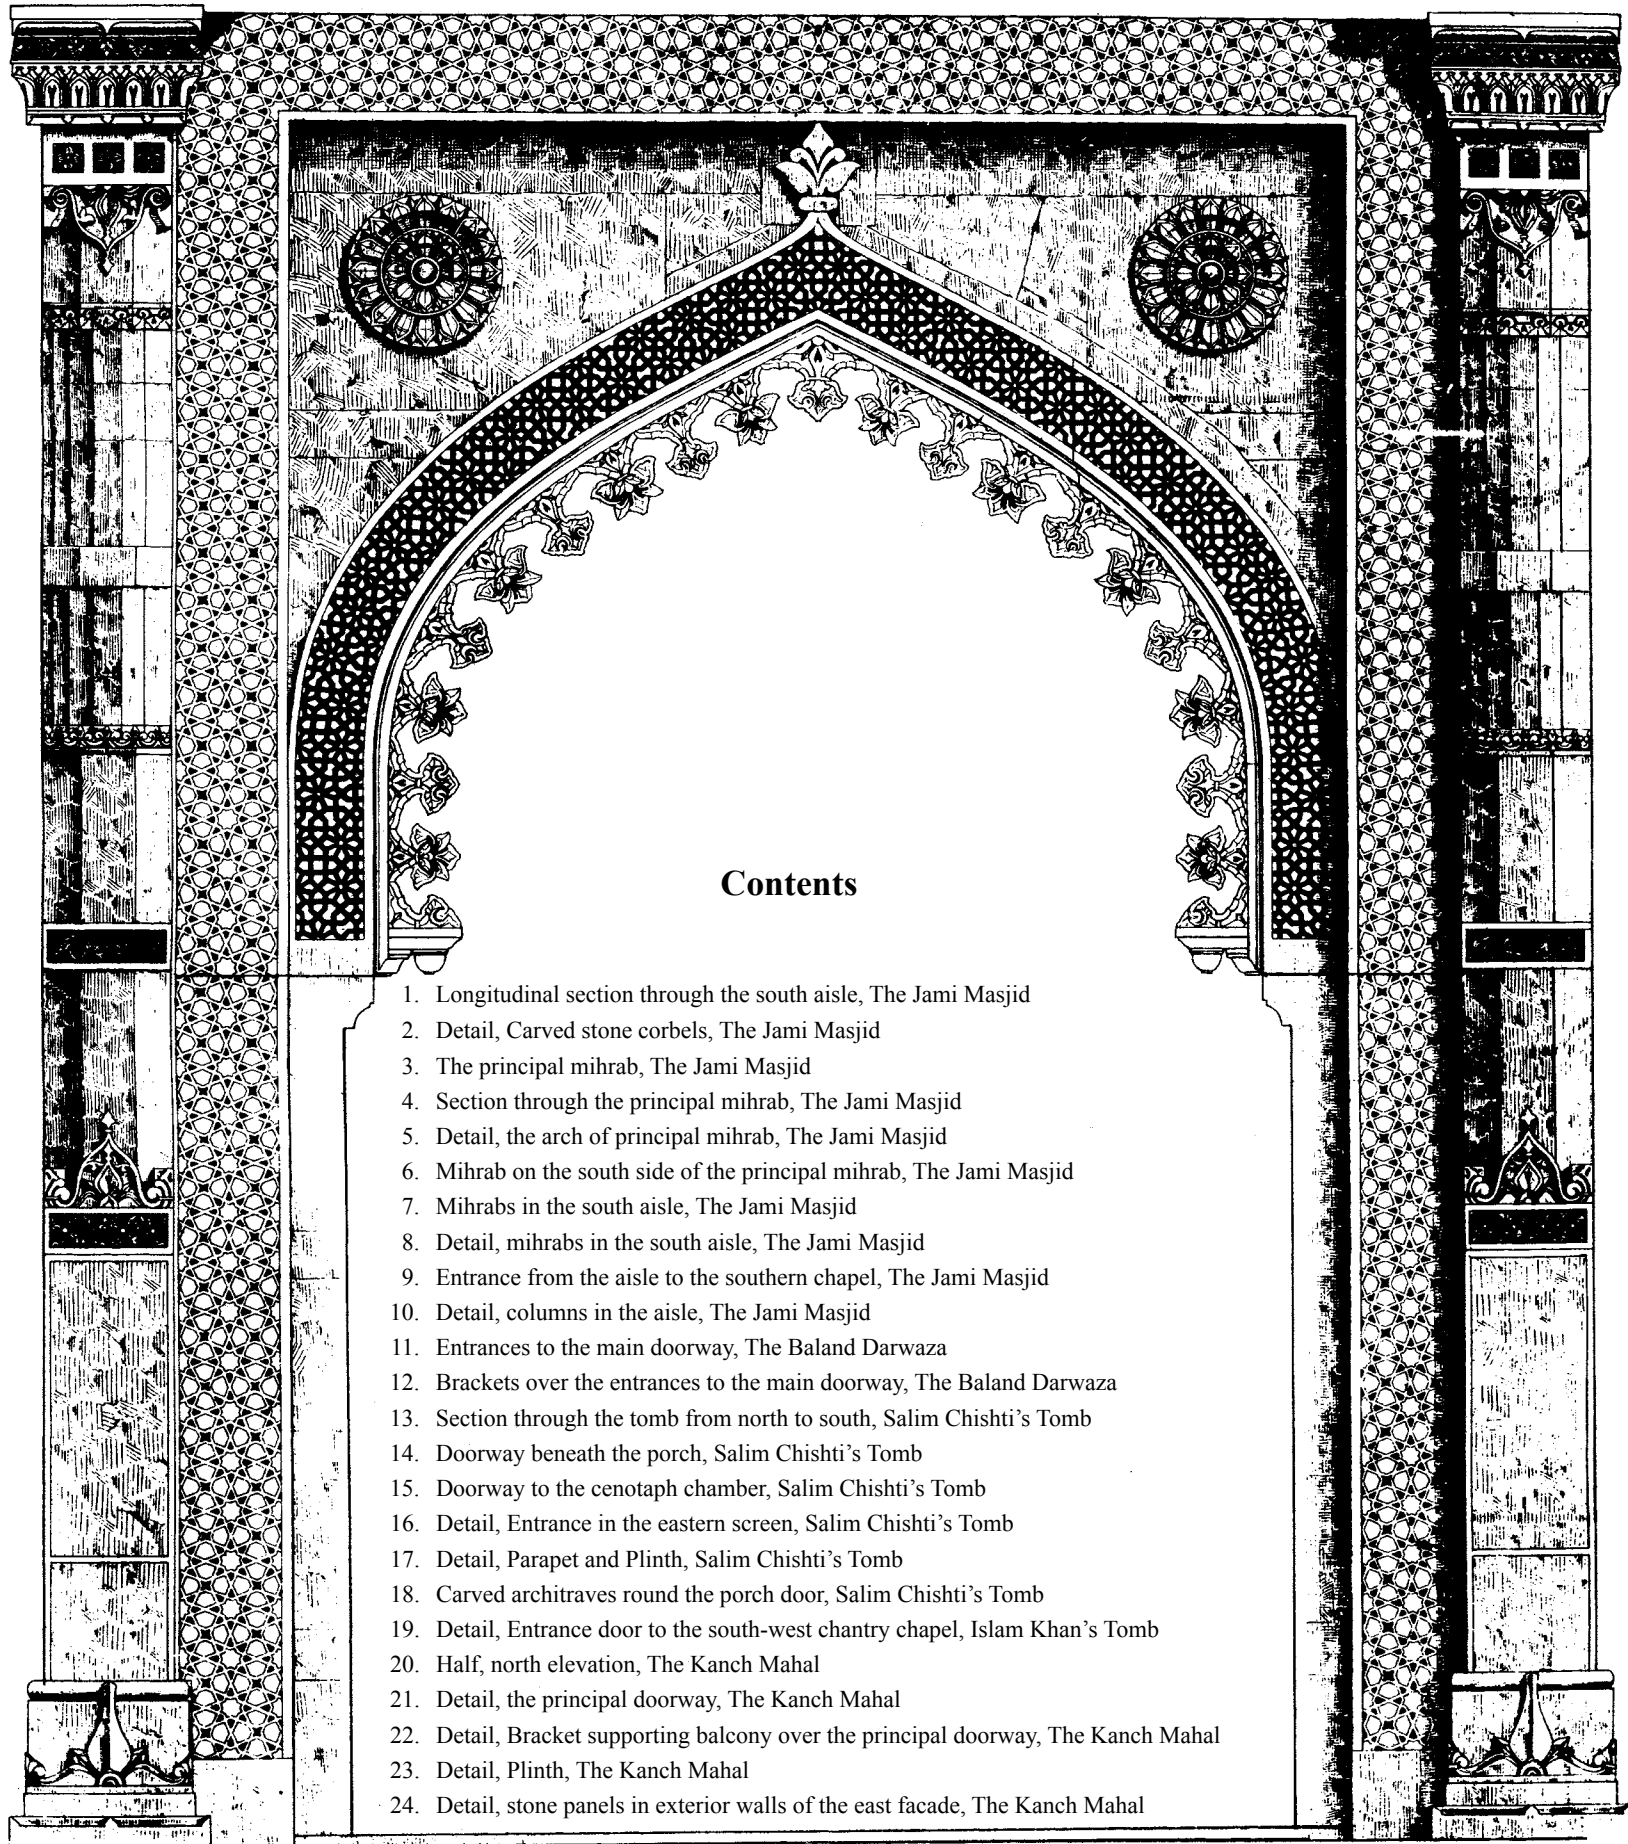 Contents
1. Longitudinal section through the south aisle, The Jami Masjid
2. Detail, Carved stone corbels, The Jami Masjid
3. The principal mihrab, The Jami Masjid
4. Section through the principal mihrab, The Jami Masjid
5. Detail, the arch of principal mihrab, The Jami Masjid
6. Mihrab on the south side of the principal mihrab, The Jami Masjid
7. Mihrabs in the south aisle, The Jami Masjid
8. Detail, mihrabs in the south aisle, The Jami Masjid
9. Entrance from the aisle to the southern chapel, The Jami Masjid
10. Detail, columns in the aisle, The Jami Masjid
11. Entrances to the main doorway, The Baland Darwaza
12. Brackets over the entrances to the main doorway, The Baland Darwaza
13. Section through the tomb from north to south, Salim Chishti’s Tomb
14. Doorway beneath the porch, Salim Chishti’s Tomb
15. Doorway to the cenotaph chamber, Salim Chishti’s Tomb
16. Detail, Entrance in the eastern screen, Salim Chishti’s Tomb
17. Detail, Parapet and Plinth, Salim Chishti’s Tomb
18. Carved architraves round the porch door, Salim Chishti’s Tomb
19. Detail, Entrance door to the south-west chantry chapel, Islam Khan’s Tomb
20. Half, north elevation, The Kanch Mahal
21. Detail, the principal doorway, The Kanch Mahal
22. Detail, Bracket supporting balcony over the principal doorway, The Kanch Mahal
23. Detail, Plinth, The Kanch Mahal
24. Detail, stone panels in exterior walls of the east facade, The Kanch Mahal